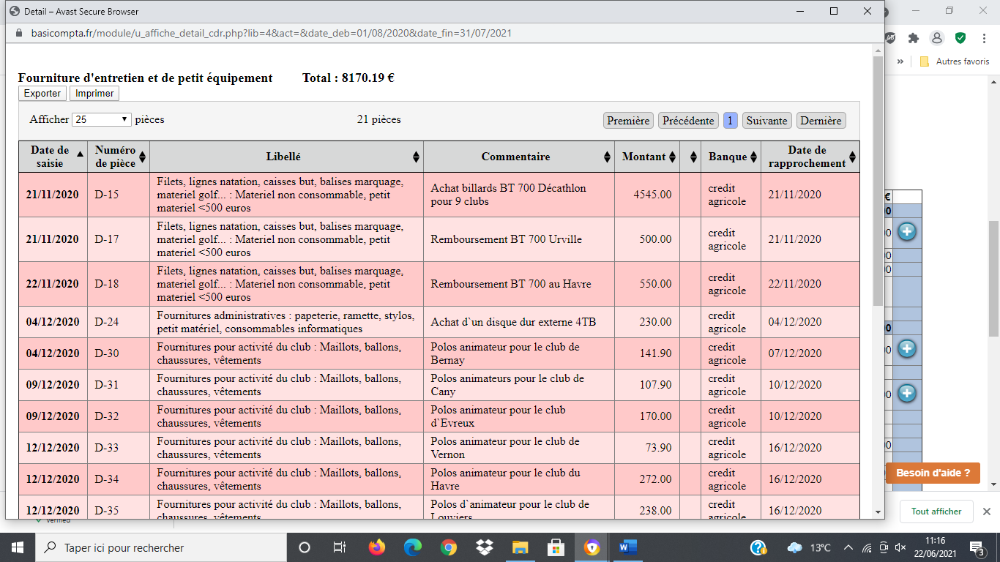 Detail – Avast Secure Browser
basicompta.fr/module/u_affiche_detail_cdr.php?lib=4&act=&date_deb=01/08/2020&date_fin=31/07/2021
Autres favoris
Fourniture d'entretien et de petit équipement Total : 8170.19 €
Exporter Imprimer
Afficher 25 pièces 21 pièces Première Précédente 1 Suivante Dernière
Date de saisie Numéro de pièce Libellé Commentaire Montant Banque Date de rapprochement
21/11/2020 D-15 Filets, lignes natation, caisses but, balises marquage, materiel golf... : Materiel non consommable, petit materiel <500 euros Achat billards BT 700 Décathlon pour 9 clubs 4545.00 credit agricole 21/11/2020
21/11/2020 D-17 Filets, lignes natation, caisses but, balises marquage, materiel golf... : Materiel non consommable, petit materiel <500 euros Remboursement BT 700 Urville 500.00 credit agricole 21/11/2020
22/11/2020 D-18 Filets, lignes natation, caisses but, balises marquage, materiel golf... : Materiel non consommable, petit materiel <500 euros Remboursement BT 700 au Havre 550.00 credit agricole 22/11/2020
04/12/2020 D-24 Fournitures administratives : papeterie, ramette, stylos, petit matériel, consommables informatiques Achat d`un disque dur externe 4TB 230.00 credit agricole 04/12/2020
04/12/2020 D-30 Fournitures pour activité du club : Maillots, ballons, chaussures, vêtements Polos animateur pour le club de Bernay 141.90 credit agricole 07/12/2020
09/12/2020 D-31 Fournitures pour activité du club : Maillots, ballons, chaussures, vêtements Polos animateurs pour le club de Cany 107.90 credit agricole 10/12/2020
09/12/2020 D-32 Fournitures pour activité du club : Maillots, ballons, chaussures, vêtements Polos animateur pour le club d`Evreux 170.00 credit agricole 10/12/2020
12/12/2020 D-33 Fournitures pour activité du club : Maillots, ballons, chaussures, vêtements Polos animateur pour le club de Vernon 73.90 credit agricole 16/12/2020
12/12/2020 D-34 Fournitures pour activité du club : Maillots, ballons, chaussures, vêtements Polos animateur pour le club du Havre 272.00 credit agricole 16/12/2020
12/12/2020 D-35 Fournitures pour activité du club : Maillots, ballons, chaussures, vêtements Polos d`animateur pour le club de Louviers 238.00 credit agricole 16/12/2020
Besoin d'aide ?
Verified
Tout afficher
Taper ici pour rechercher
13°C
11:16
22/06/2021
3